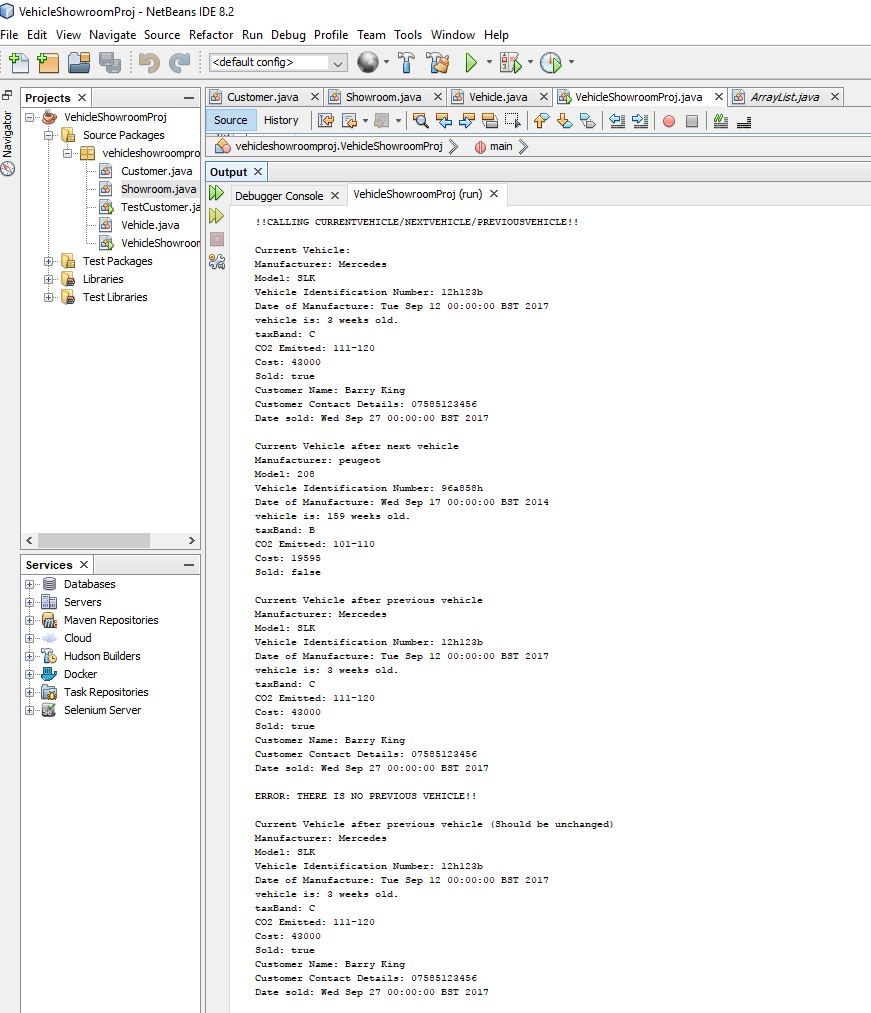 VehicleShowroomProj - NetBeans IDE 8.2
File Edit View Navigate Source Refactor Run Debug Profile Team Tools Window Help
<default config>
Projects
Customer.java Showroom.java Vehicle.java VehicleShowroomProj.java ArrayList.java
Navigator
VehicleShowroomProj
Source Packages
vehicleshowroompro
Customer.java
Showroom.java
TestCustomer.ja
Vehicle.java
VehicleShowroom
Test Packages
Libraries
Test Libraries
Services
Databases
Servers
Maven Repositories
Cloud
Hudson Builders
Docker
Task Repositories
Selenium Server
Source History
vehicleshowroomproj.VehicleShowroomProj main
Output
Debugger Console VehicleShowroomProj (run)
!!CALLING CURRENTVEHICLE/NEXTVEHICLE/PREVIOUSVEHICLE!!
Current Vehicle:
Manufacturer: Mercedes
Model: SLK
Vehicle Identification Number: 12h123b
Date of Manufacture: Tue Sep 12 00:00:00 BST 2017
vehicle is: 3 weeks old.
taxBand: C
CO2 Emitted: 111-120
Cost: 43000
Sold: true
Customer Name: Barry King
Customer Contact Details: 07585123456
Date sold: Wed Sep 27 00:00:00 BST 2017
Current Vehicle after next vehicle
Manufacturer: peugeot
Model: 208
Vehicle Identification Number: 96a858h
Date of Manufacture: Wed Sep 17 00:00:00 BST 2014
vehicle is: 159 weeks old.
taxBand: B
CO2 Emitted: 101-110
Cost: 19595
Sold: false
Current Vehicle after previous vehicle
Manufacturer: Mercedes
Model: SLK
Vehicle Identification Number: 12h123b
Date of Manufacture: Tue Sep 12 00:00:00 BST 2017
vehicle is: 3 weeks old.
taxBand: C
CO2 Emitted: 111-120
Cost: 43000
Sold: true
Customer Name: Barry King
Customer Contact Details: 07585123456
Date sold: Wed Sep 27 00:00:00 BST 2017
ERROR: THERE IS NO PREVIOUS VEHICLE!!
Current Vehicle after previous vehicle (Should be unchanged)
Manufacturer: Mercedes
Model: SLK
Vehicle Identification Number: 12h123b
Date of Manufacture: Tue Sep 12 00:00:00 BST 2017
vehicle is: 3 weeks old.
taxBand: C
CO2 Emitted: 111-120
Cost: 43000
Sold: true
Customer Name: Barry King
Customer Contact Details: 07585123456
Date sold: Wed Sep 27 00:00:00 BST 2017